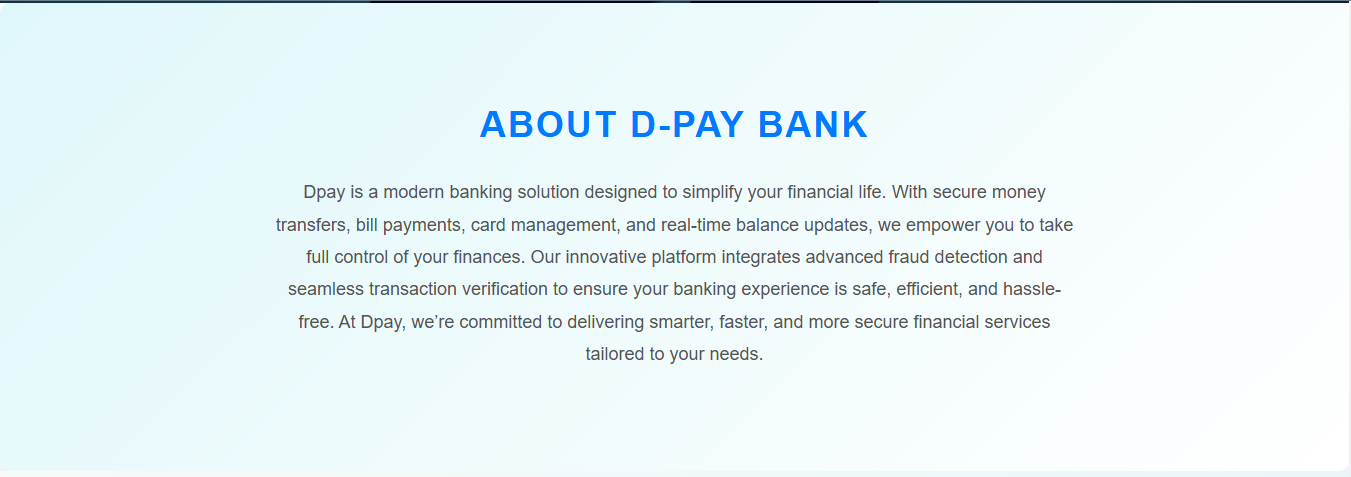 ABOUT D-PAY BANK
Dpay is a modern banking solution designed to simplify your financial life. With secure money
transfers, bill payments, card management, and real-time balance updates, we empower you to take
full control of your finances. Our innovative platform integrates advanced fraud detection and
seamless transaction verification to ensure your banking experience is safe, efficient, and hassle-
free. At Dpay, we’re committed to delivering smarter, faster, and more secure financial services
tailored to your needs.